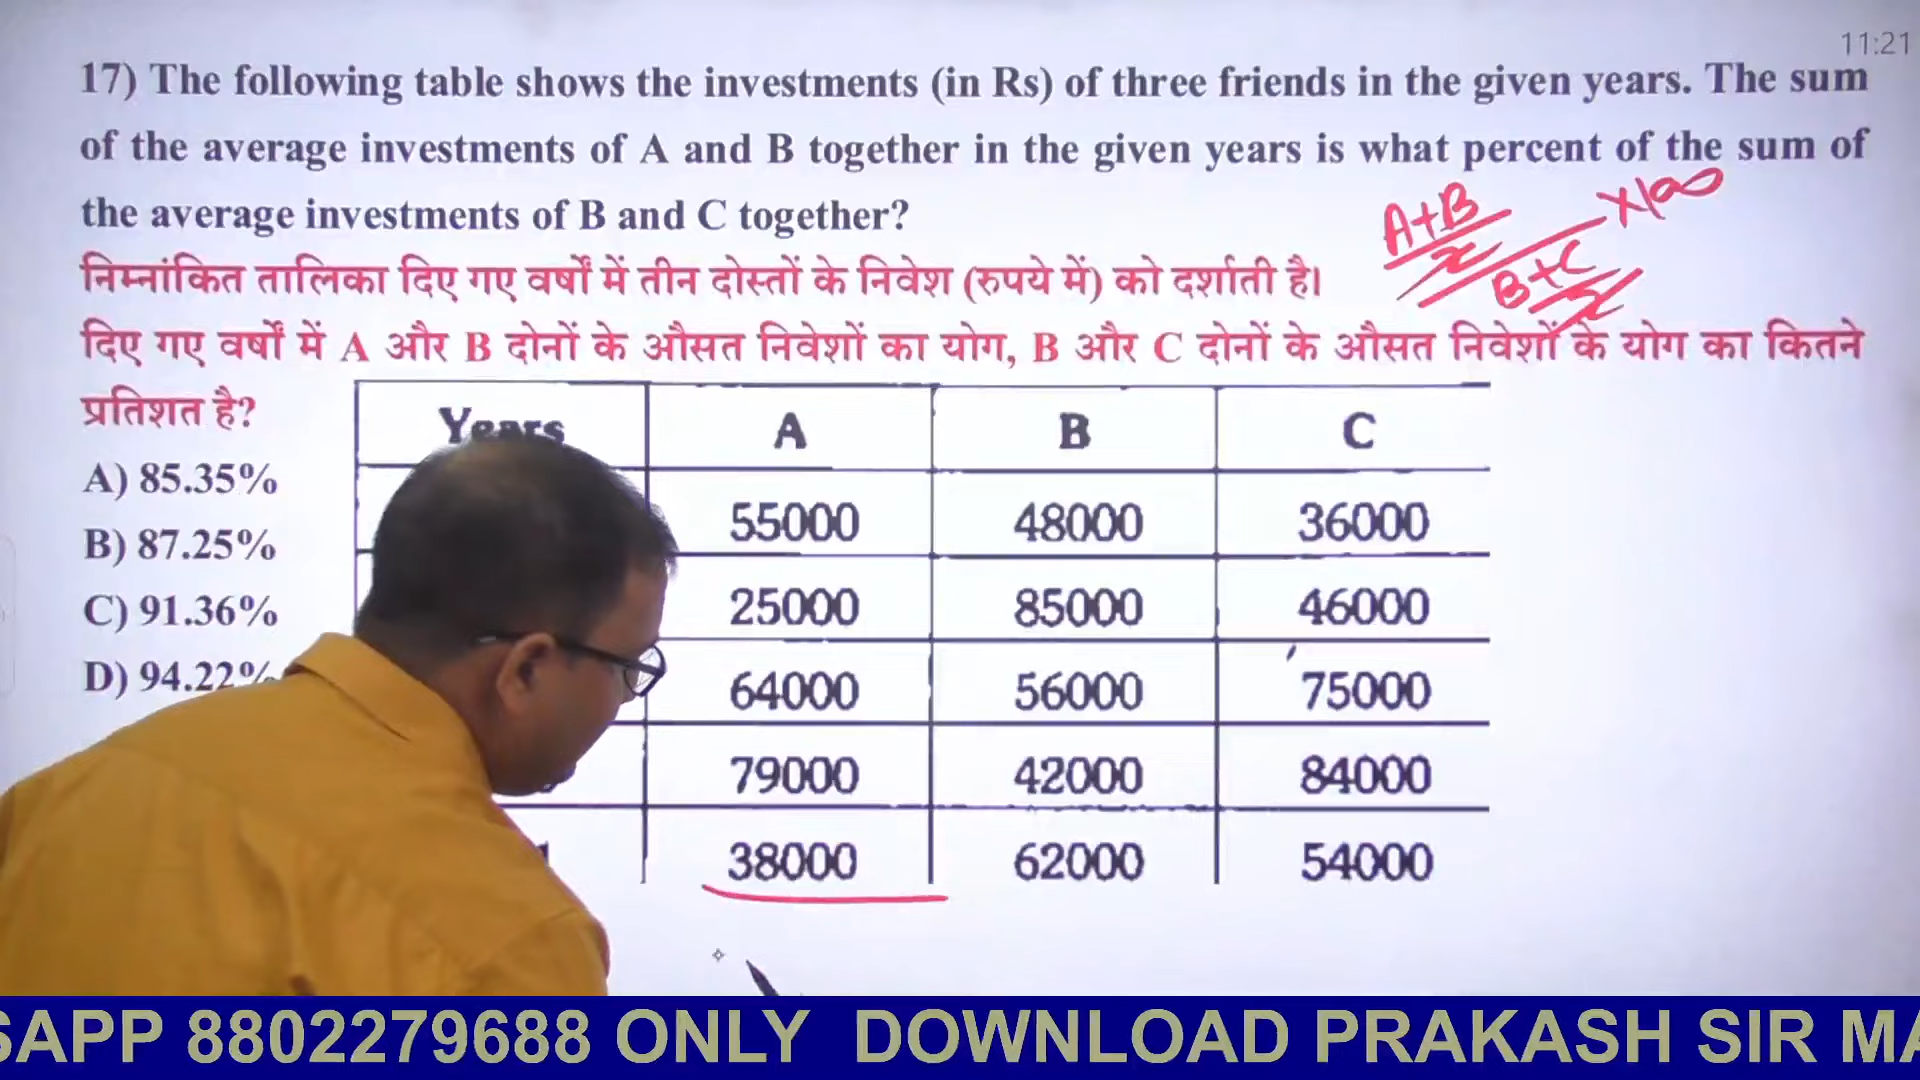 11:21
17) The following table shows the investments (in Rs) of three friends in the given years. The sum
of the average investments of A and B together in the given years is what percent of the sum of
the average investments of B and C together?
A+B
B+C
×100
निम्नांकित तालिका दिए गए वर्षों में तीन दोस्तों के निवेश (रुपये में) को दर्शाती है।
दिए गए वर्षों में A और B दोनों के औसत निवेशों का योग, B और C दोनों के औसत निवेशों के योग का कितने
प्रतिशत है?
A) 85.35%
B) 87.25%
C) 91.36%
D) 94.22%
Years A B C
55000 48000 36000
25000 85000 46000
64000 56000 75000
79000 42000 84000
38000 62000 54000
SAPP 8802279688 ONLY DOWNLOAD PRAKASH SIR MA